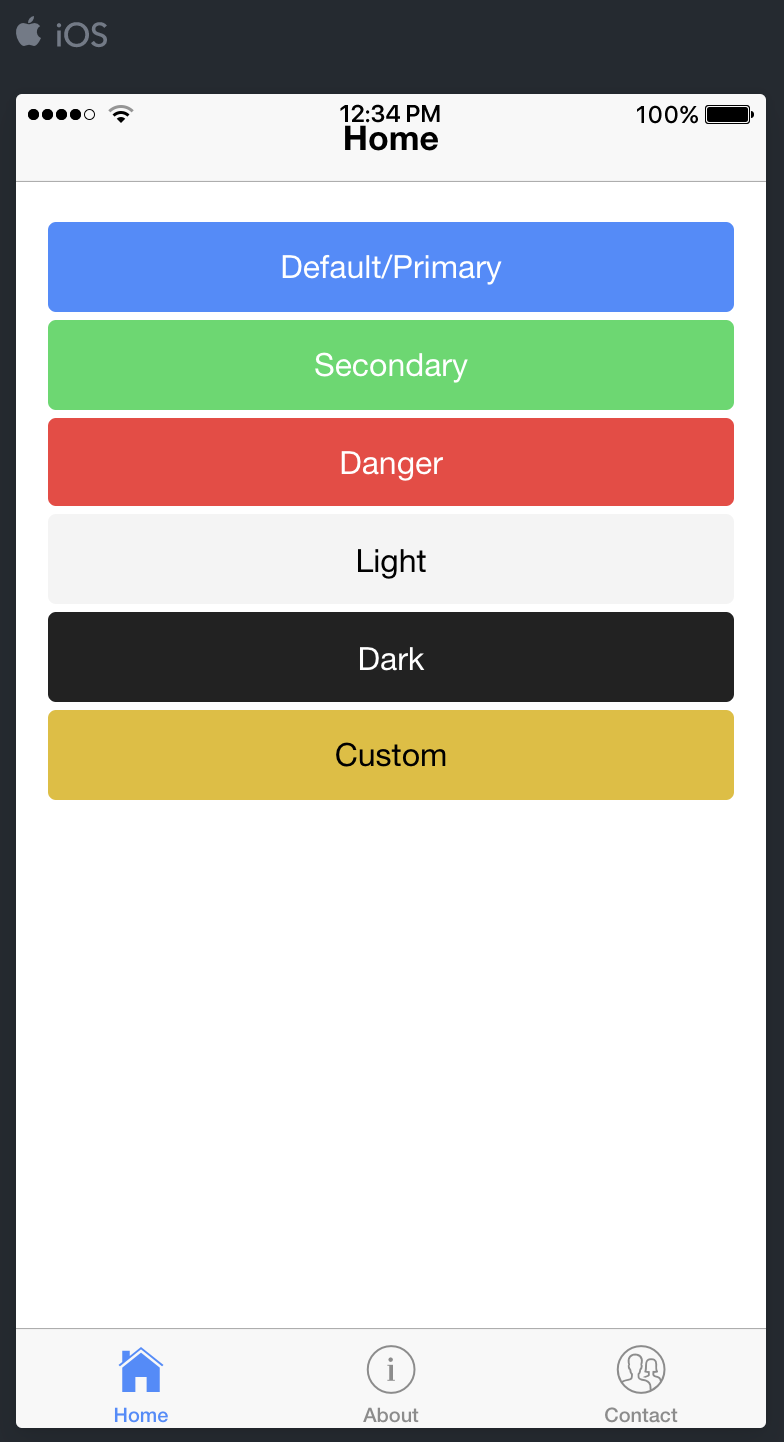 iOS
12:34 PM
100%
Home
Default/Primary
Secondary
Danger
Light
Dark
Custom
Home
About
Contact